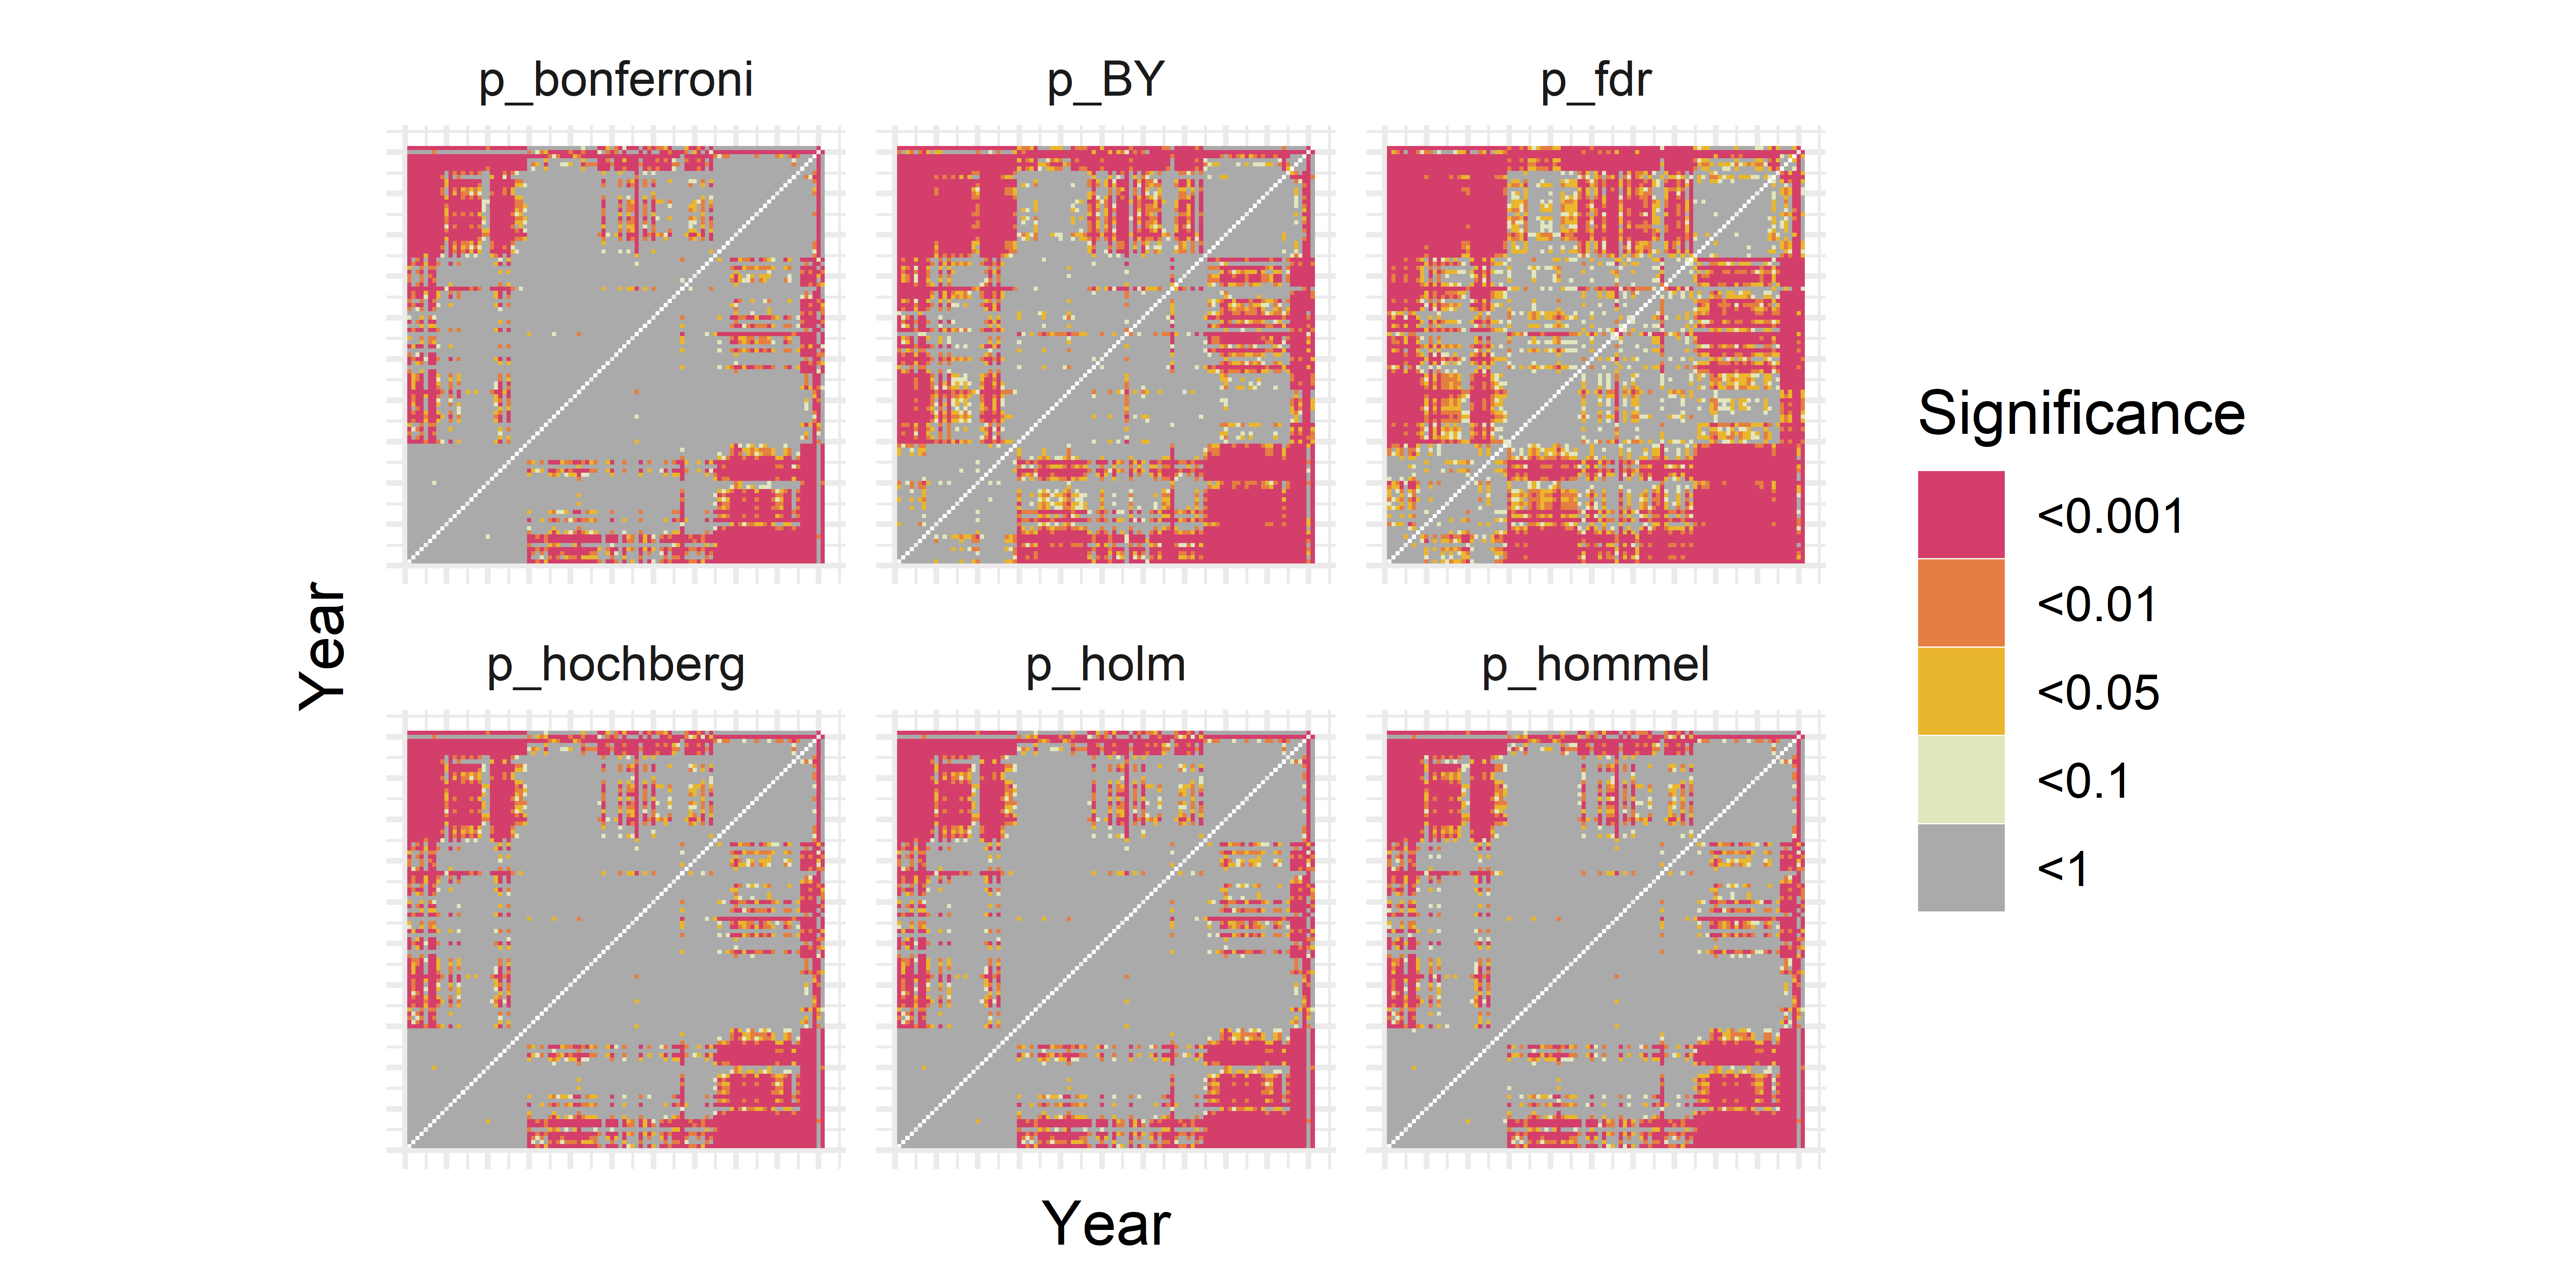 p_bonferroni
p_BY
p_fdr
p_hochberg
p_holm
p_hommel
Year
Year
Significance
<0.001
<0.01
<0.05
<0.1
<1